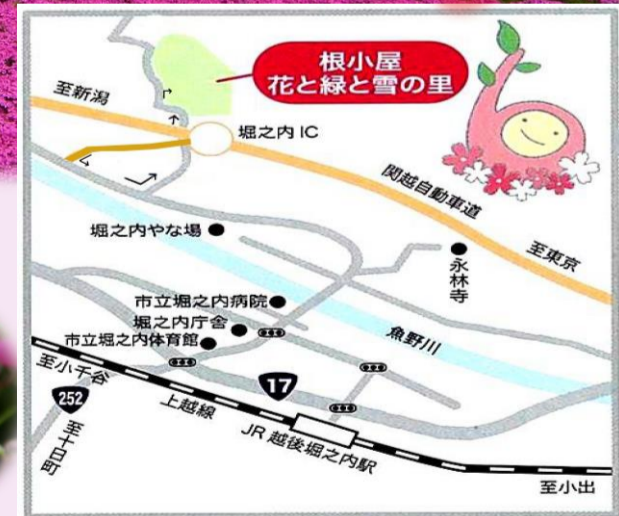 根小屋
花と緑と雪の里
至新潟
堀之内 IC
関越自動車道
至東京
堀之内やな場
永林寺
市立堀之内病院
堀之内庁舎
市立堀之内体育館
魚野川
至小千谷
17
252
上越線
至十日町
JR 越後堀之内駅
至小出